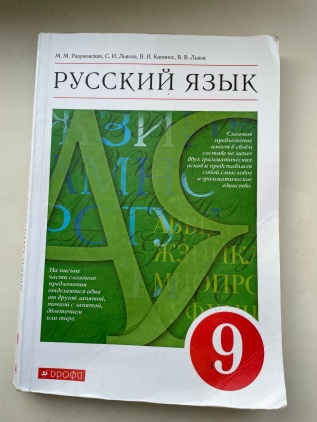 М. М. Разумовская, С. И. Львова, В. И. Капинос, В. В. Львов
РУССКИЙ ЯЗЫК
Сложное
предложение
имеет в своём
составе не менее
двух грамматических
основ и представляет
собой смысловое
и грамматическое
единство.
На письме
части сложного
предложения
отделяются одна
от другой запятой,
точкой с запятой,
двоеточием
или тире.
9
ДРОФА